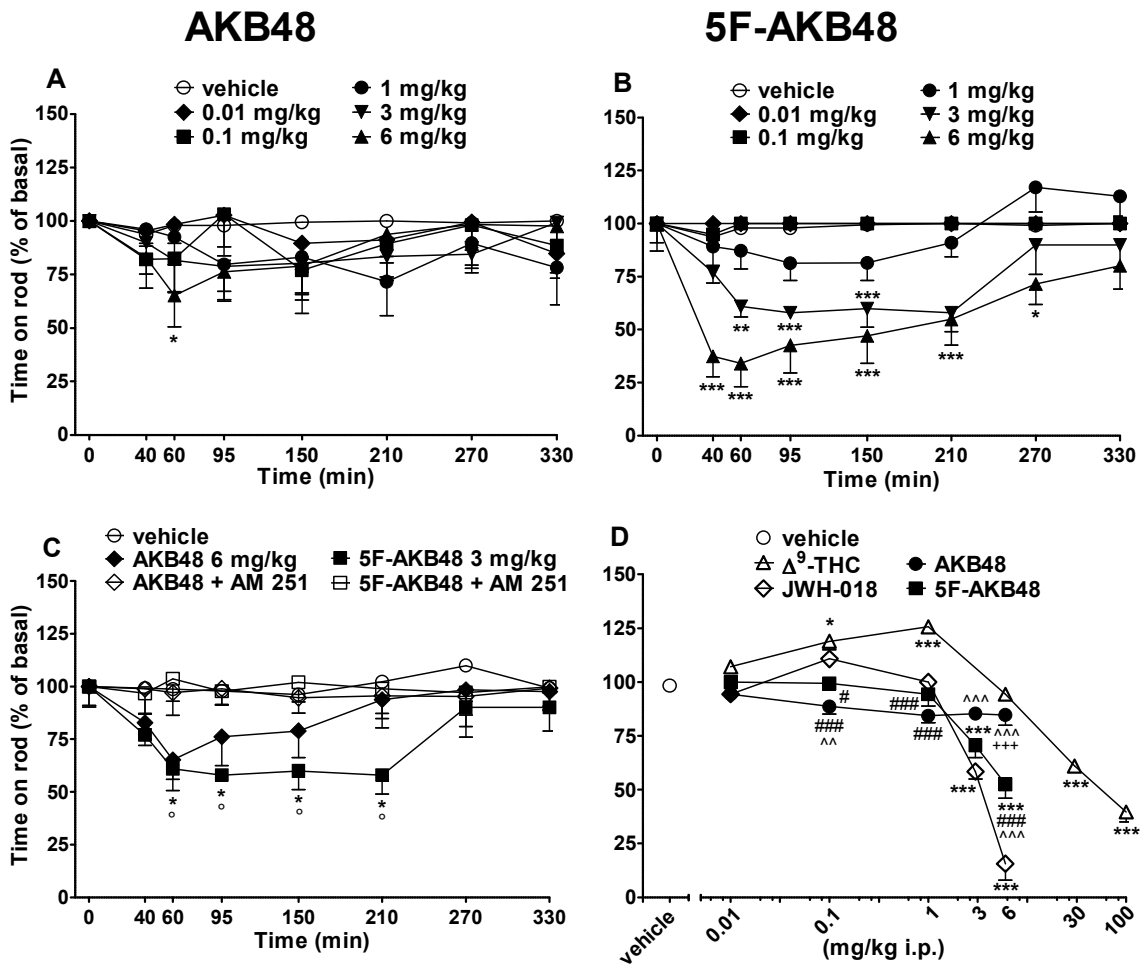 AKB48
5F-AKB48
A
vehicle
1 mg/kg
0.01 mg/kg
3 mg/kg
0.1 mg/kg
6 mg/kg
Time on rod (% of basal)
150
125
100
75
50
25
0
*
0 40 60 95 150 210 270 330
Time (min)
B
vehicle
1 mg/kg
0.01 mg/kg
3 mg/kg
0.1 mg/kg
6 mg/kg
150
125
100
75
50
25
0
***
** ***
*
*** *** *** *** ***
0 40 60 95 150 210 270 330
Time (min)
C
vehicle
AKB48 6 mg/kg
5F-AKB48 3 mg/kg
AKB48 + AM 251
5F-AKB48 + AM 251
Time on rod (% of basal)
150
125
100
75
50
25
0
* * * *
° ° ° °
0 40 60 95 150 210 270 330
Time (min)
D
vehicle
Δ⁹-THC
AKB48
JWH-018
5F-AKB48
150
125
100
75
50
25
0
*
***
#
###
^^^
###
^^
###
***
^^^
+++
***
***
***
###
^^^
***
***
vehicle 0.01 0.1 1 3 6 30 100
(mg/kg i.p.)